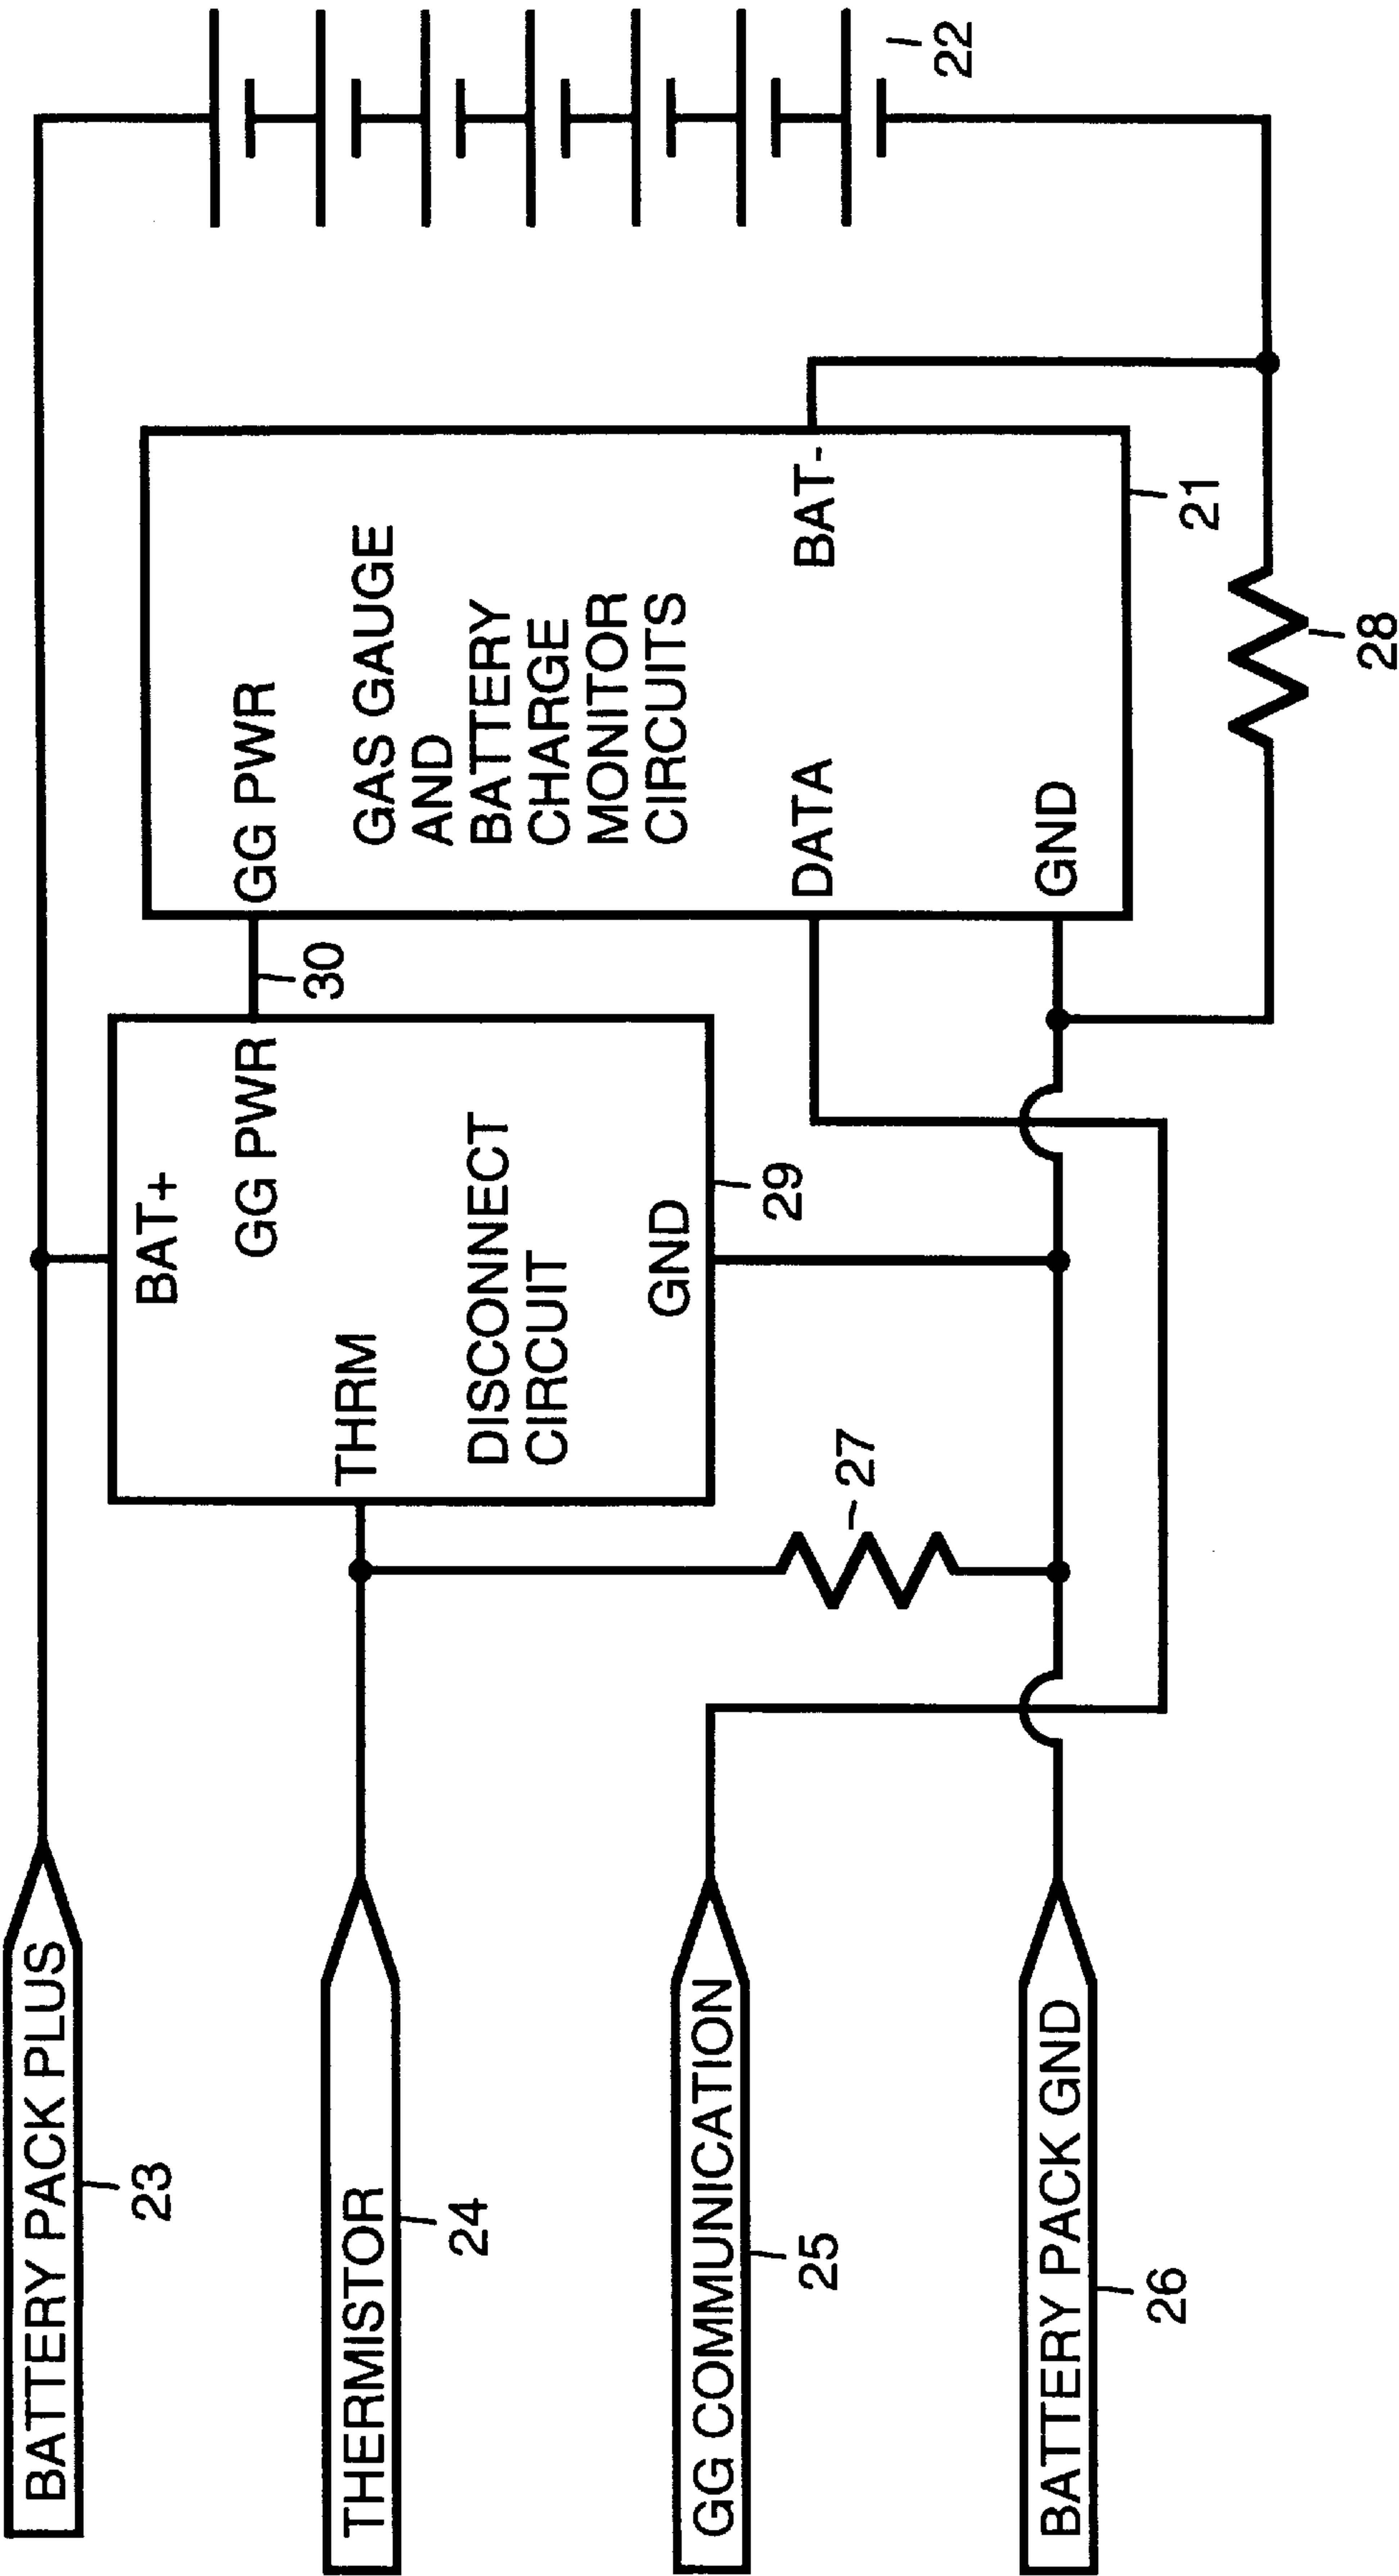 BATTERY PACK PLUS
23
THERMISTOR
24
GG COMMUNICATION
25
BATTERY PACK GND
26
BAT+
GG PWR
THRM
DISCONNECT
CIRCUIT
GND
29
27
30
GG PWR
GAS GAUGE
AND
BATTERY
CHARGE
MONITOR
CIRCUITS
DATA
BAT-
GND
21
28
22